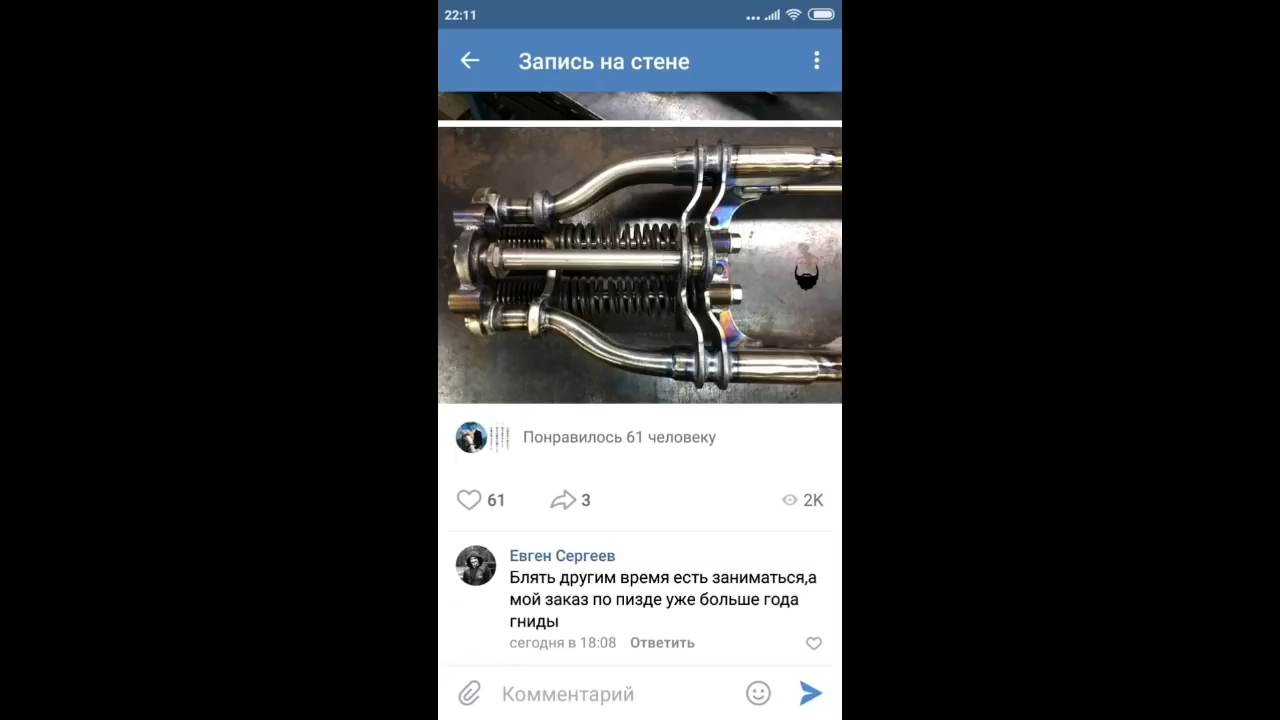 22:11
Запись на стене
Понравилось 61 человеку
61
3
2K
Евген Сергеев
Блять другим время есть заниматься,а
мой заказ по пизде уже больше года
гниды
сегодня в 18:08 Ответить
Комментарий